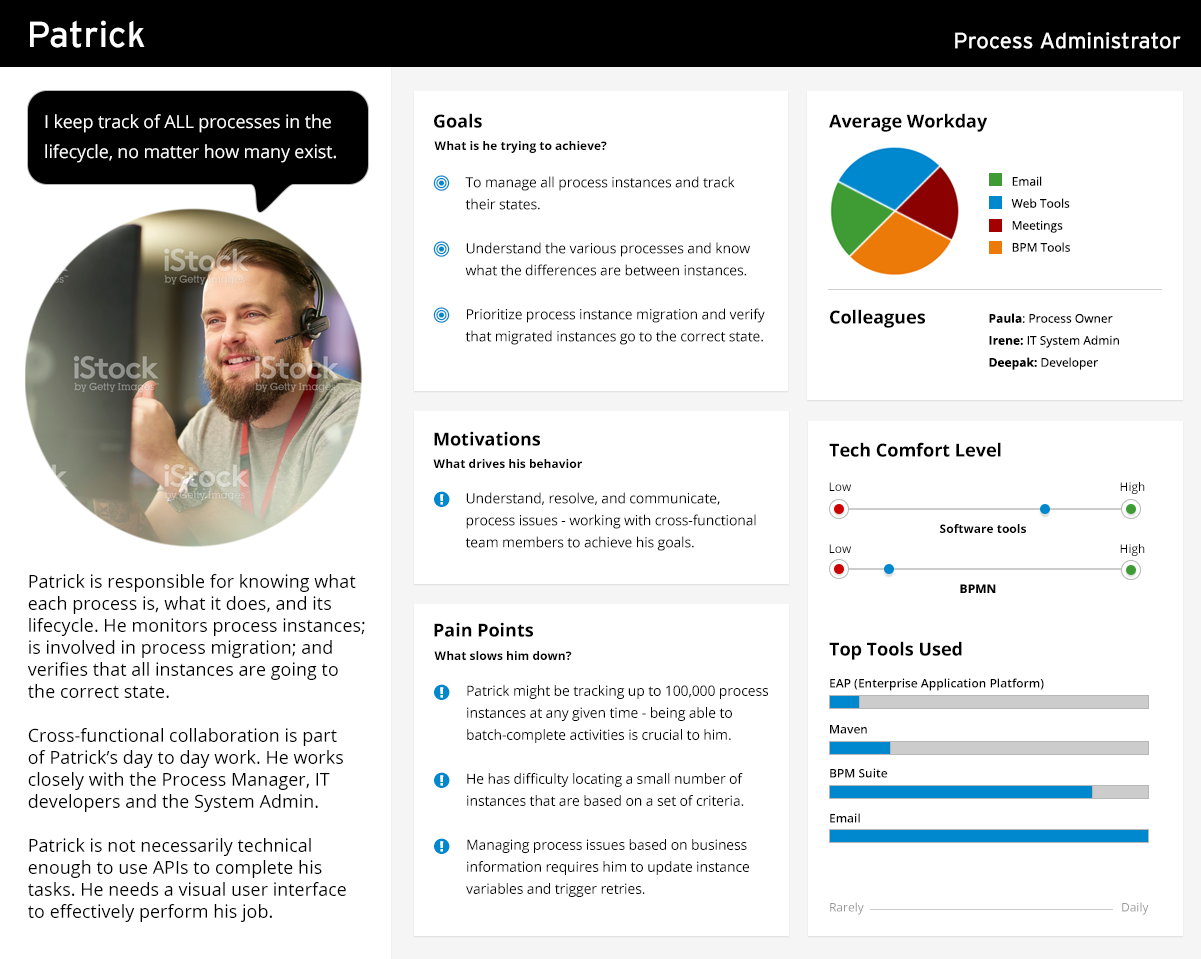 Patrick
Process Administrator
I keep track of ALL processes in the
lifecycle, no matter how many exist.
iStock
by Getty Images
iStock
by Getty Images
iStock
by Getty Images
iStock
by Getty Images
Patrick is responsible for knowing what
each process is, what it does, and its
lifecycle. He monitors process instances;
is involved in process migration; and
verifies that all instances are going to
the correct state.
Cross-functional collaboration is part
of Patrick’s day to day work. He works
closely with the Process Manager, IT
developers and the System Admin.
Patrick is not necessarily technical
enough to use APIs to complete his
tasks. He needs a visual user interface
to effectively perform his job.
Goals
What is he trying to achieve?
To manage all process instances and track
their states.
Understand the various processes and know
what the differences are between instances.
Prioritize process instance migration and verify
that migrated instances go to the correct state.
Motivations
What drives his behavior
Understand, resolve, and communicate,
process issues - working with cross-functional
team members to achieve his goals.
Pain Points
What slows him down?
Patrick might be tracking up to 100,000 process
instances at any given time - being able to
batch-complete activities is crucial to him.
He has difficulty locating a small number of
instances that are based on a set of criteria.
Managing process issues based on business
information requires him to update instance
variables and trigger retries.
Average Workday
Email
Web Tools
Meetings
BPM Tools
Colleagues
Paula: Process Owner
Irene: IT System Admin
Deepak: Developer
Tech Comfort Level
Low High
Software tools
Low High
BPMN
Top Tools Used
EAP (Enterprise Application Platform)
Maven
BPM Suite
Email
Rarely Daily